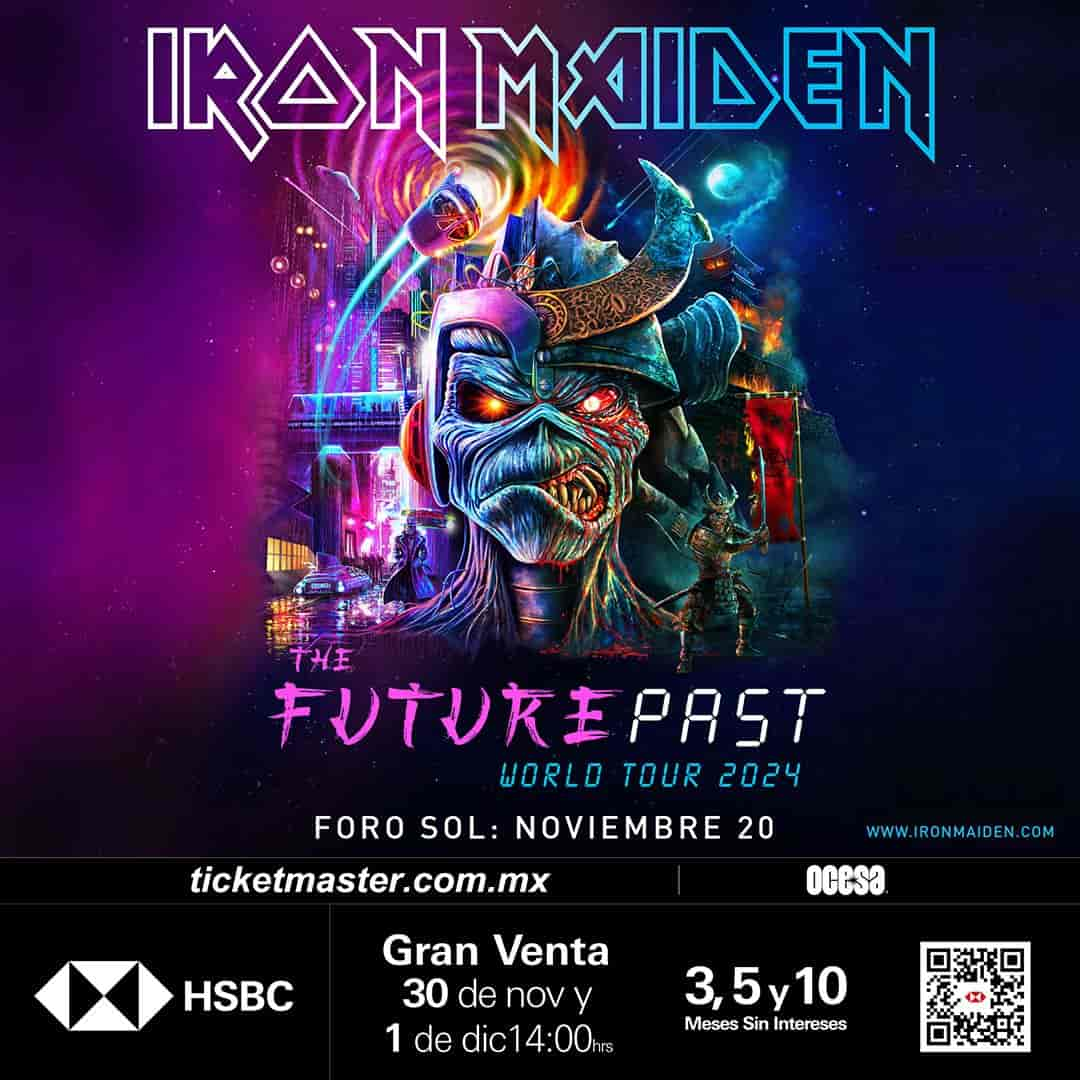 IRON MAIDEN
THE
FUTURE PAST
WORLD TOUR 2024
FORO SOL: NOVIEMBRE 20
WWW.IRONMAIDEN.COM
ticketmaster.com.mx
ocesa
HSBC
Gran Venta
30 de nov y
1 de dic14:00hrs
3, 5 y 10
Meses Sin Intereses